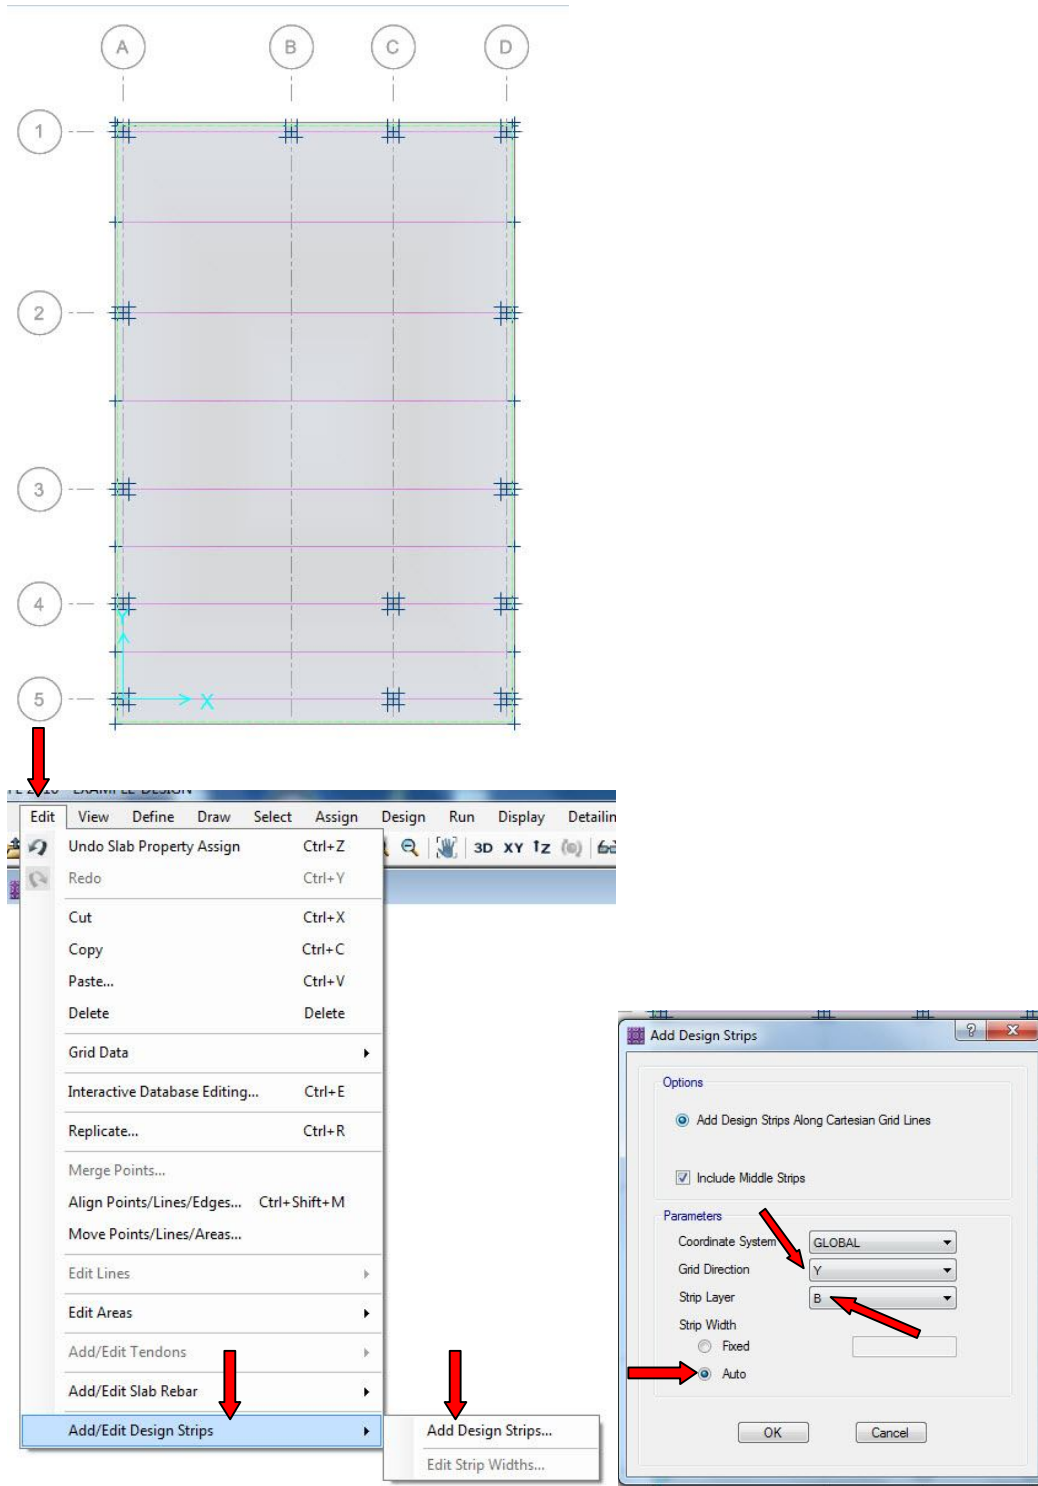 A B C D
1
2
3
4
Y
5
X
EXAMPLE-DESIGN
Edit View Define Draw Select Assign Design Run Display Detailin
3D XY
Undo Slab Property Assign Ctrl+Z
Redo Ctrl+Y
Cut Ctrl+X
Copy Ctrl+C
Paste... Ctrl+V
Delete Delete
Grid Data
Interactive Database Editing... Ctrl+E
Replicate... Ctrl+R
Merge Points...
Align Points/Lines/Edges... Ctrl+Shift+M
Move Points/Lines/Areas...
Edit Lines
Edit Areas
Add/Edit Tendons
Add/Edit Slab Rebar
Add/Edit Design Strips
Add Design Strips...
Edit Strip Widths...
Add Design Strips
Options
Add Design Strips Along Cartesian Grid Lines
Include Middle Strips
Parameters
Coordinate System GLOBAL
Grid Direction Y
Strip Layer B
Strip Width
Fixed
Auto
OK Cancel